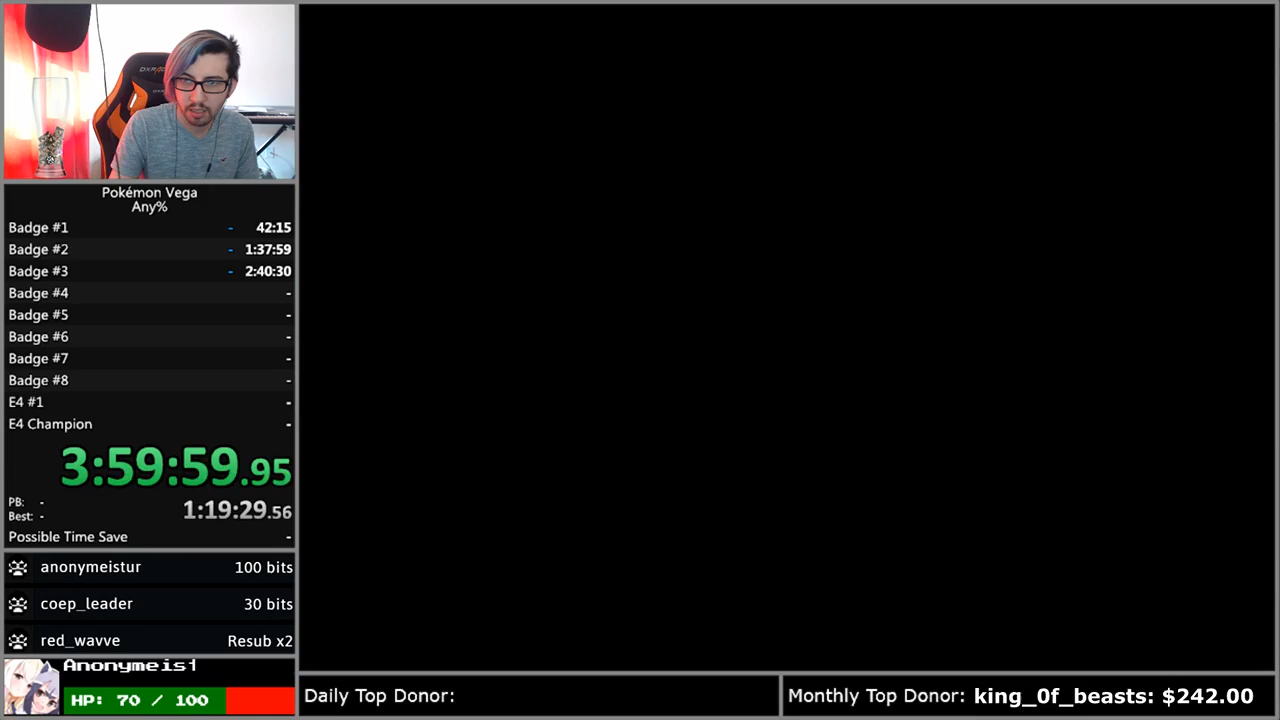 Pokémon Vega
Any%
Badge #1 - 42:15
Badge #2 - 1:37:59
Badge #3 - 2:40:30
Badge #4 -
Badge #5 -
Badge #6 -
Badge #7 -
Badge #8 -
E4 #1 -
E4 Champion -
3:59:59.95
PB: -
Best: -
1:19:29.56
Possible Time Save -
anonymeistur 100 bits
coep_leader 30 bits
red_wavve Resub x2
HP: 70 / 100
Daily Top Donor:
Monthly Top Donor: king_0f_beasts: $242.00